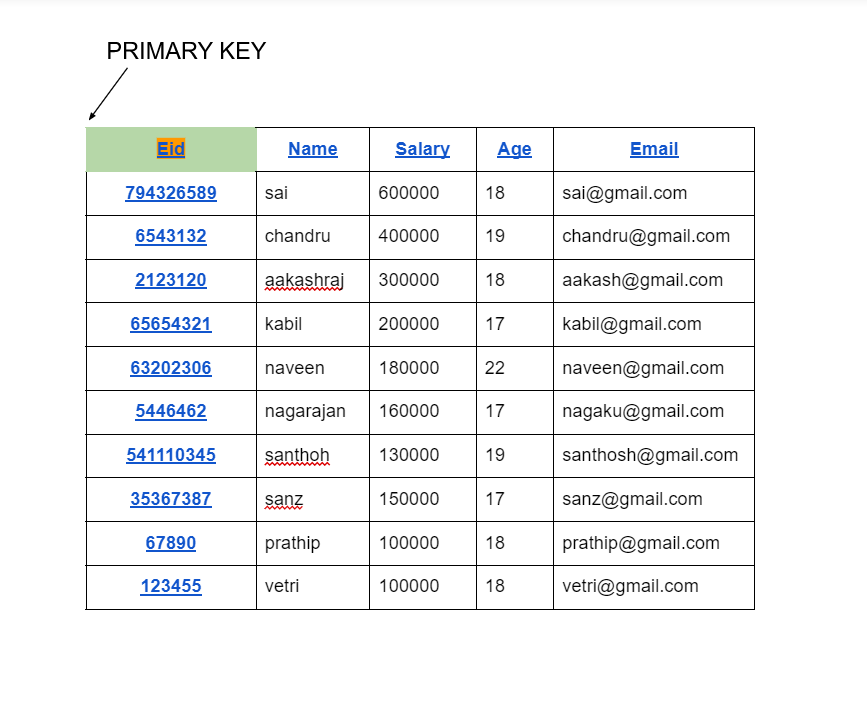 PRIMARY KEY
Eid Name Salary Age Email
794326589 sai 600000 18 sai@gmail.com
6543132 chandru 400000 19 chandru@gmail.com
2123120 aakashraj 300000 18 aakash@gmail.com
65654321 kabil 200000 17 kabil@gmail.com
63202306 naveen 180000 22 naveen@gmail.com
5446462 nagarajan 160000 17 nagaku@gmail.com
541110345 santhoh 130000 19 santhosh@gmail.com
35367387 sanz 150000 17 sanz@gmail.com
67890 prathip 100000 18 prathip@gmail.com
123455 vetri 100000 18 vetri@gmail.com